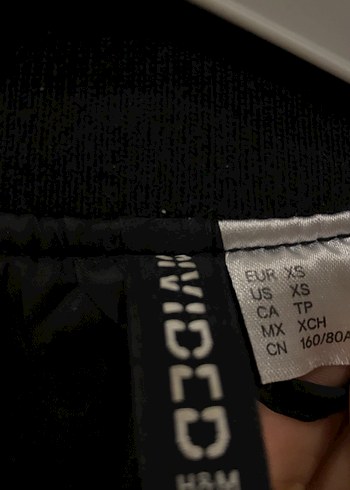 DIVIDED
H&M
EUR XS
US XS
CA TP
MX XCH
CN 160/80A